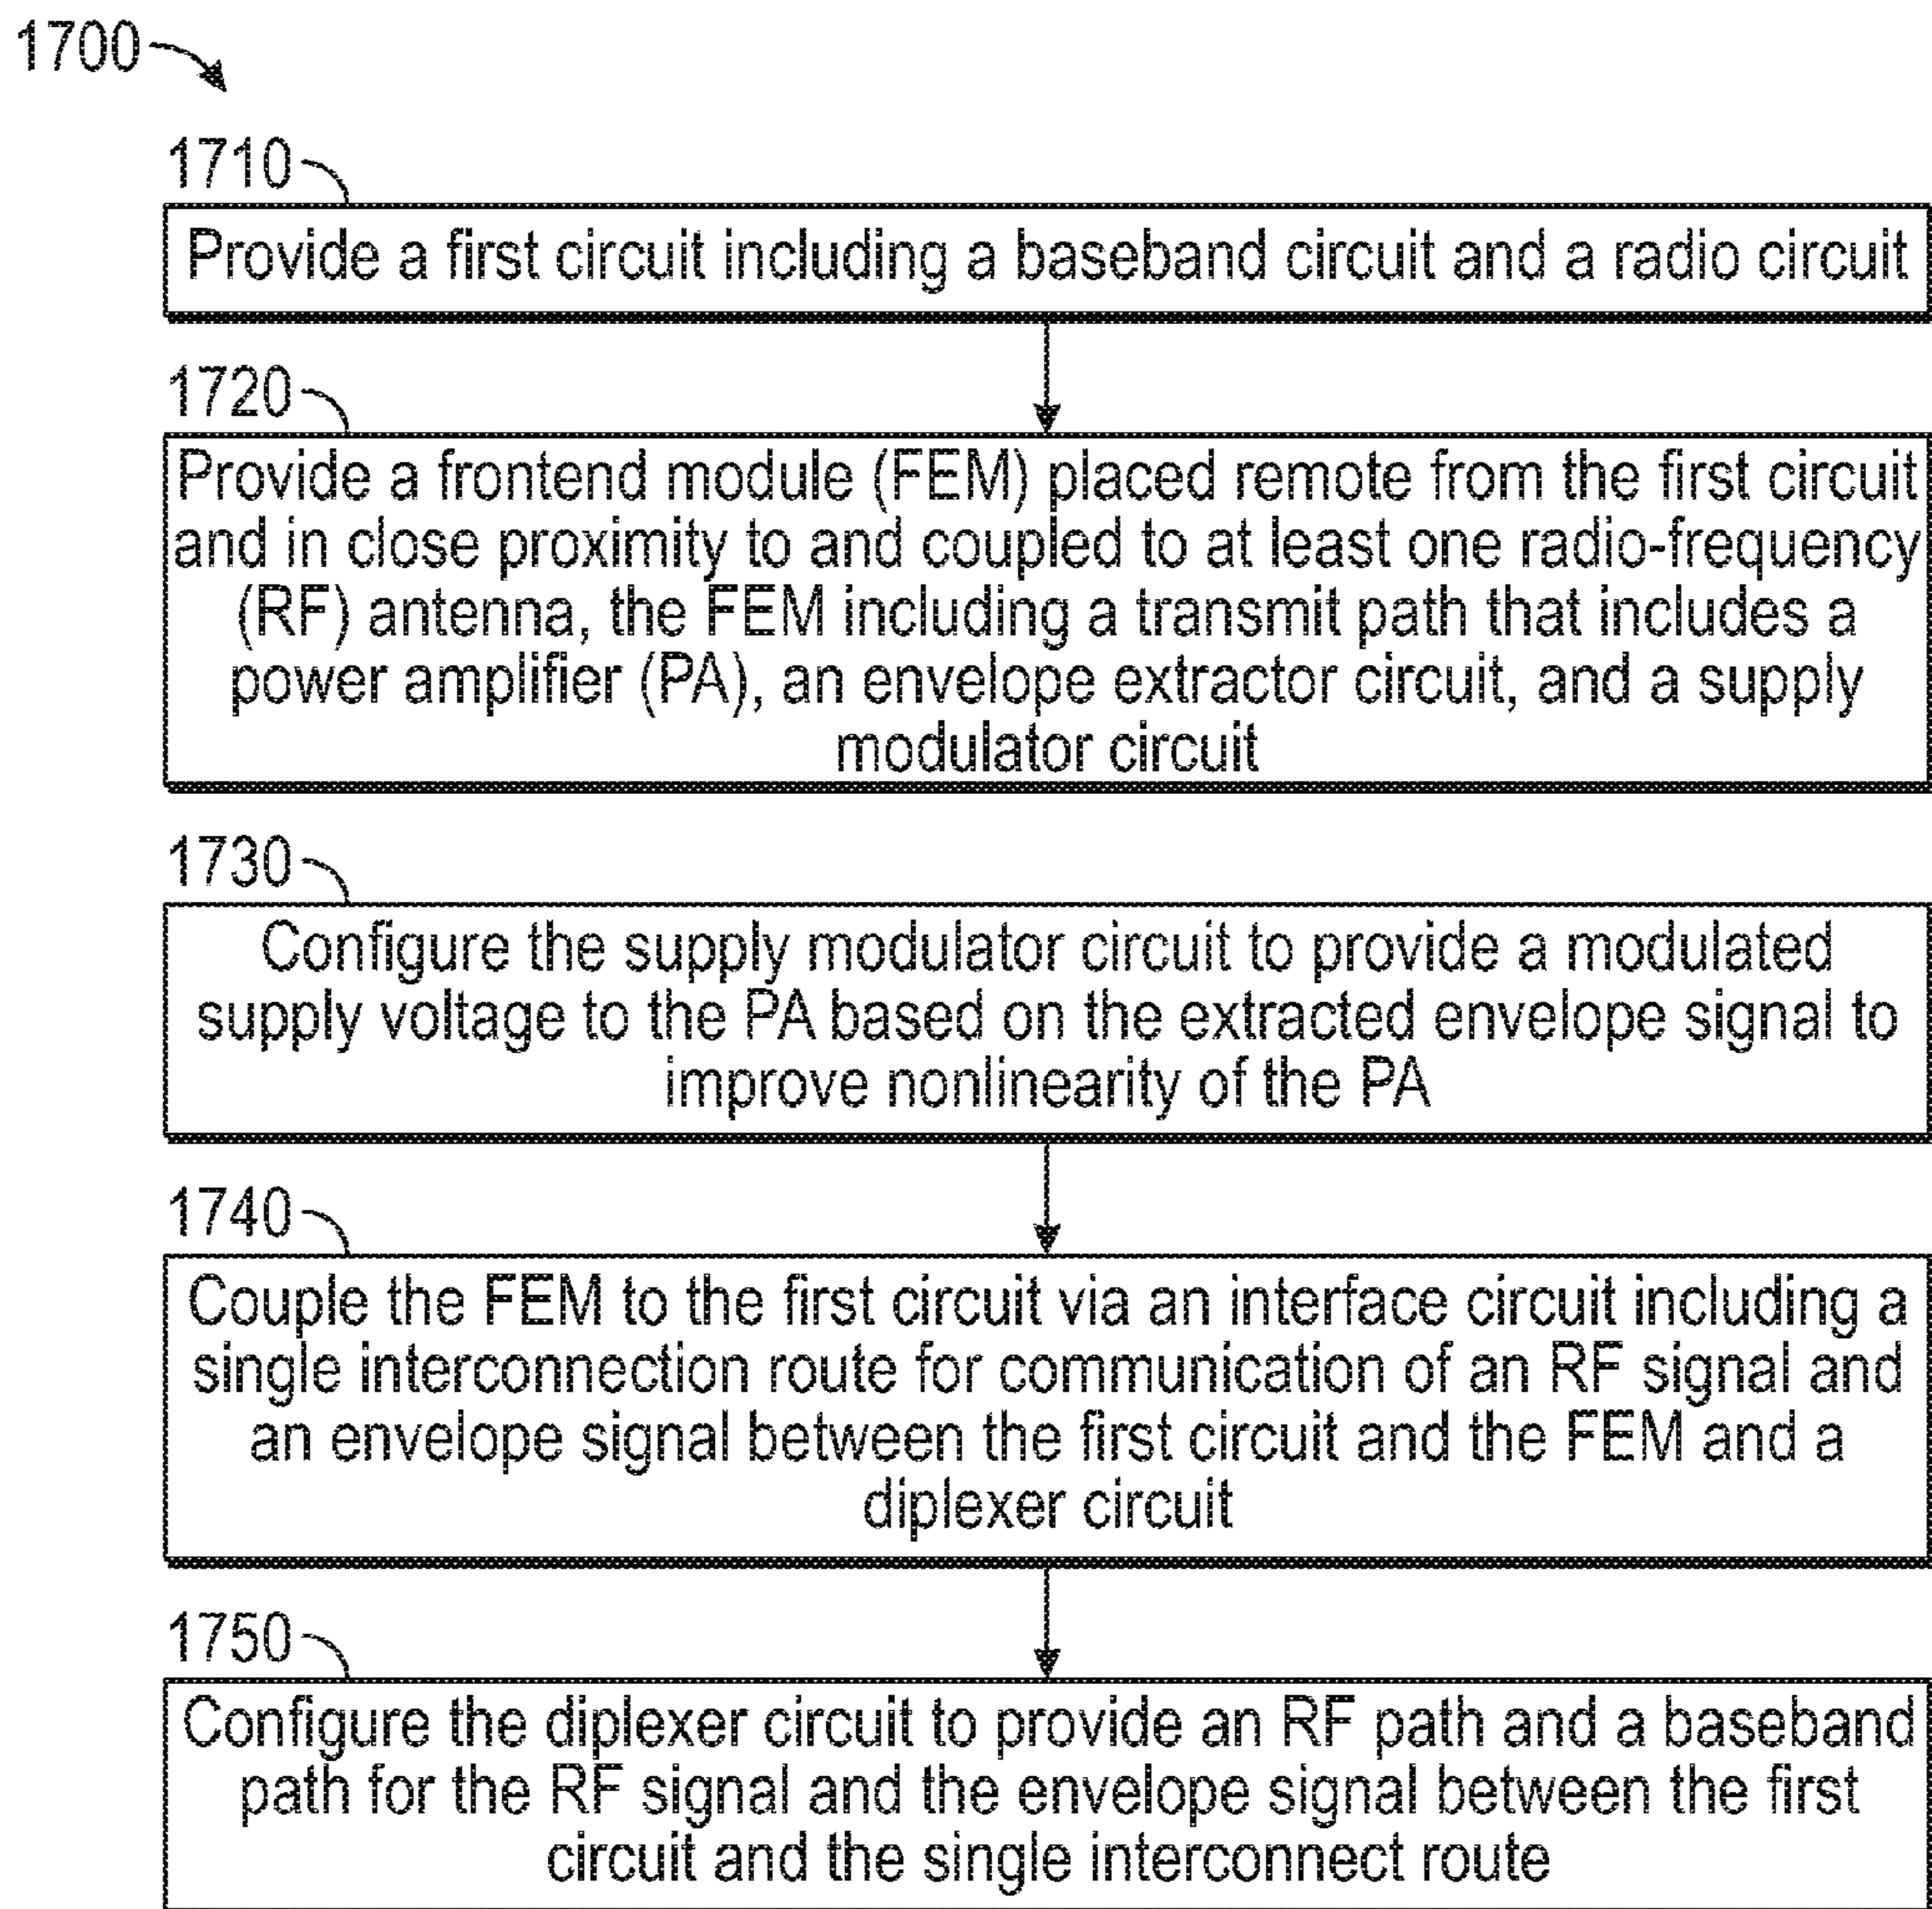 1700
1710
Provide a first circuit including a baseband circuit and a radio circuit
1720
Provide a frontend module (FEM) placed remote from the first circuit
and in close proximity to and coupled to at least one radio-frequency
(RF) antenna, the FEM including a transmit path that includes a
power amplifier (PA), an envelope extractor circuit, and a supply
modulator circuit
1730
Configure the supply modulator circuit to provide a modulated
supply voltage to the PA based on the extracted envelope signal to
improve nonlinearity of the PA
1740
Couple the FEM to the first circuit via an interface circuit including a
single interconnection route for communication of an RF signal and
an envelope signal between the first circuit and the FEM and a
diplexer circuit
1750
Configure the diplexer circuit to provide an RF path and a baseband
path for the RF signal and the envelope signal between the first
circuit and the single interconnect route